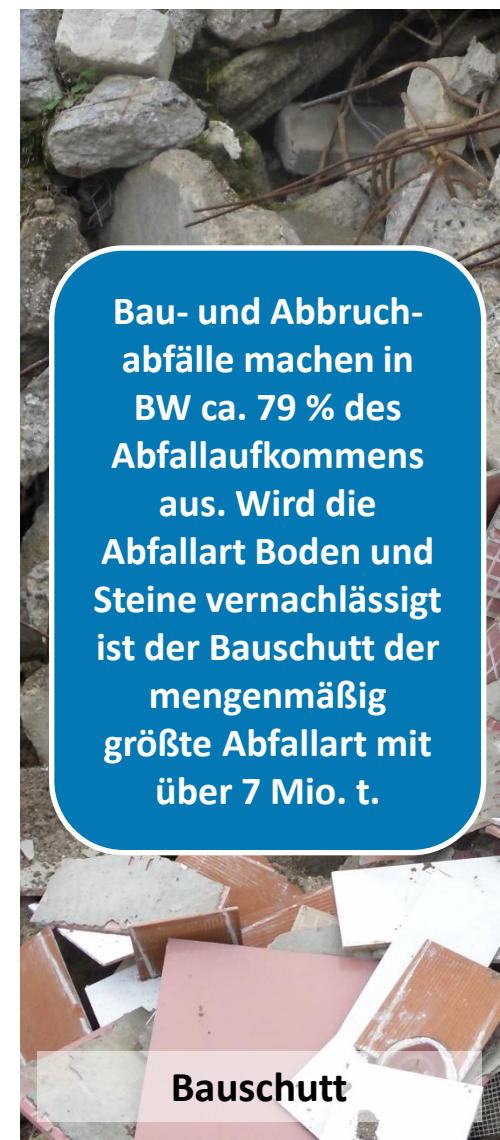 Bau- und Abbruch-
abfälle machen in
BW ca. 79 % des
Abfallaufkommens
aus. Wird die
Abfallart Boden und
Steine vernachlässigt
ist der Bauschutt der
mengenmäßig
größte Abfallart mit
über 7 Mio. t.
Bauschutt